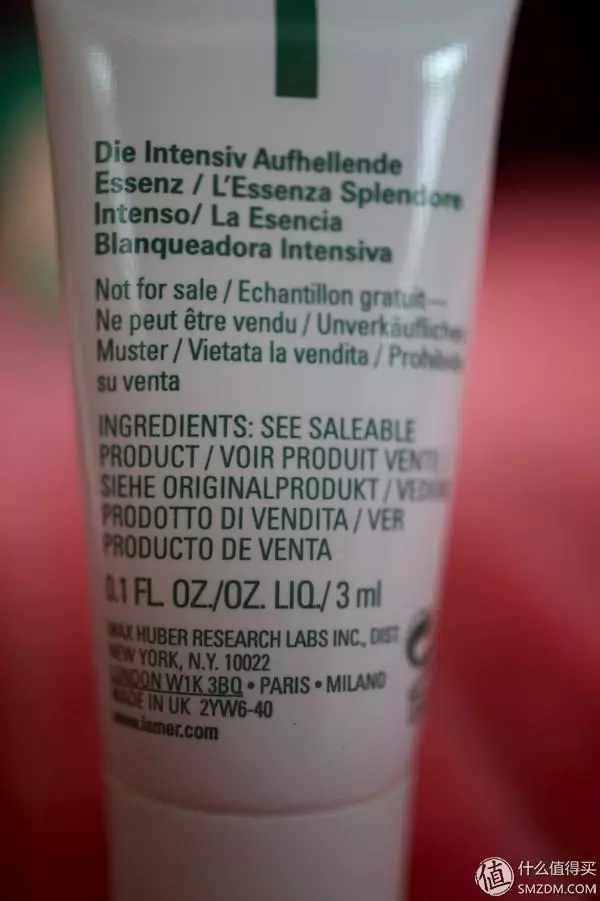 Die Intensiv Aufhellende
Essenz / L'Essenza Splendore
Intenso/ La Esencia
Blanqueadora Intensiva
Not for sale / Echantillon gratuit—
Ne peut être vendu / Unverkäufliches
Muster / Vietata la vendita /
su venta
INGREDIENTS: SEE SALEABLE
PRODUCT / VOIR PRODUIT
SIEHE ORIGINALPRODUKT /
PRODOTTO DI VENDITA / VER
PRODUCTO DE VENTA
0.1 FL. OZ./OZ. LIQ./ 3 ml
MAX HUBER RESEARCH LABS INC., DIST
NEW YORK, N.Y. 10022
LONDON W1K 3BQ • PARIS • MILANO
MADE IN UK 2YW6-40
www.lamer.com
值 什么值得买
SMZDM.COM